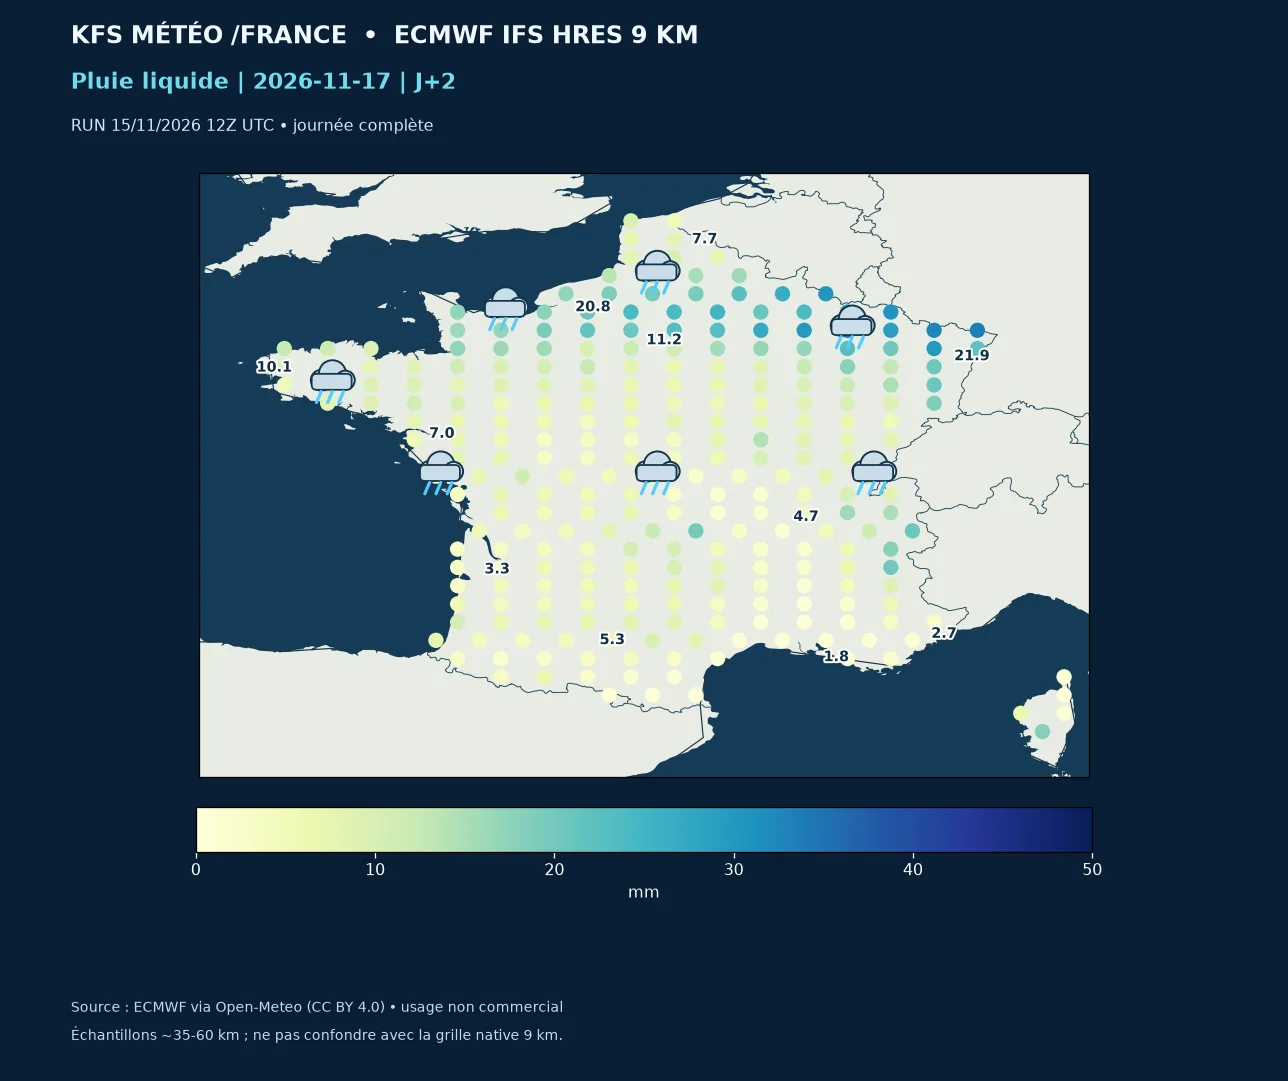 KFS MÉTÉO /FRANCE • ECMWF IFS HRES 9 KM
Pluie liquide | 2026-11-17 | J+2
RUN 15/11/2026 12Z UTC • journée complète
7.7
20.8
11.2
21.9
10.1
7.0
4.7
3.3
2.7
5.3
1.8
0 10 20 30 40 50
mm
Source : ECMWF via Open-Meteo (CC BY 4.0) • usage non commercial
Échantillons ~35-60 km ; ne pas confondre avec la grille native 9 km.